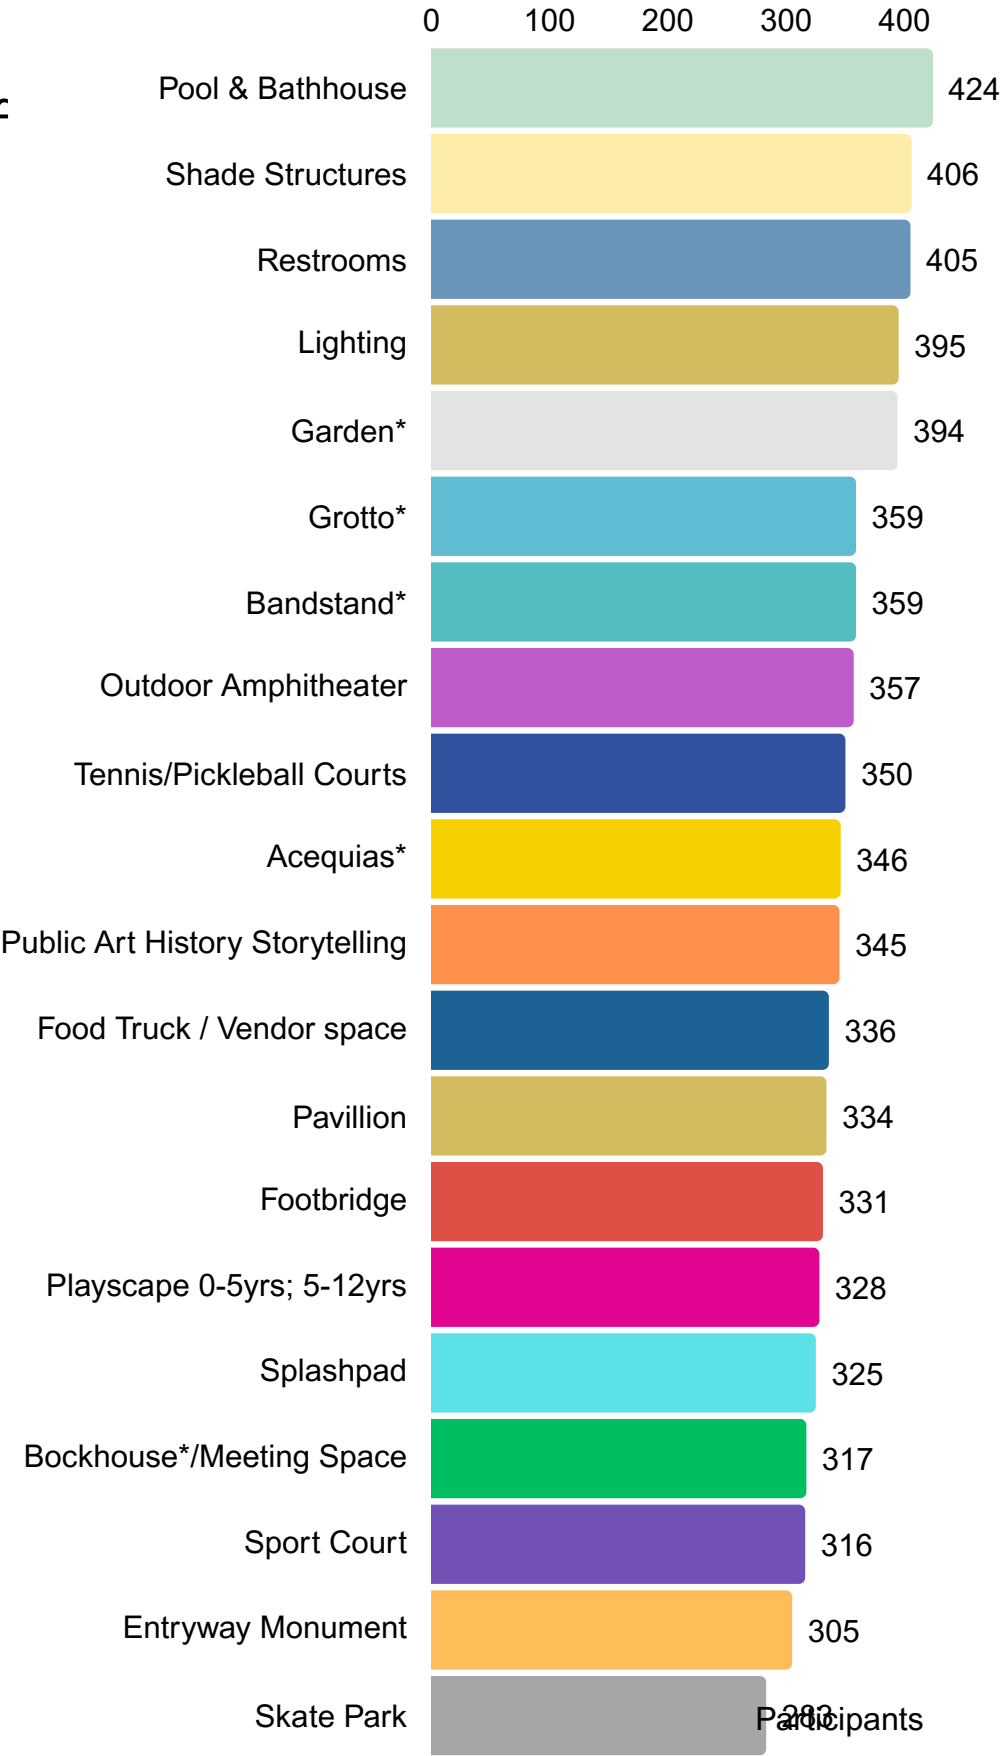 0 100 200 300 400
Pool & Bathhouse 424
Shade Structures 406
Restrooms 405
Lighting 395
Garden* 394
Grotto* 359
Bandstand* 359
Outdoor Amphitheater 357
Tennis/Pickleball Courts 350
Acequias* 346
Public Art History Storytelling 345
Food Truck / Vendor space 336
Pavillion 334
Footbridge 331
Playscape 0-5yrs; 5-12yrs 328
Splashpad 325
Bockhouse*/Meeting Space 317
Sport Court 316
Entryway Monument 305
Skate Park 283
Participants